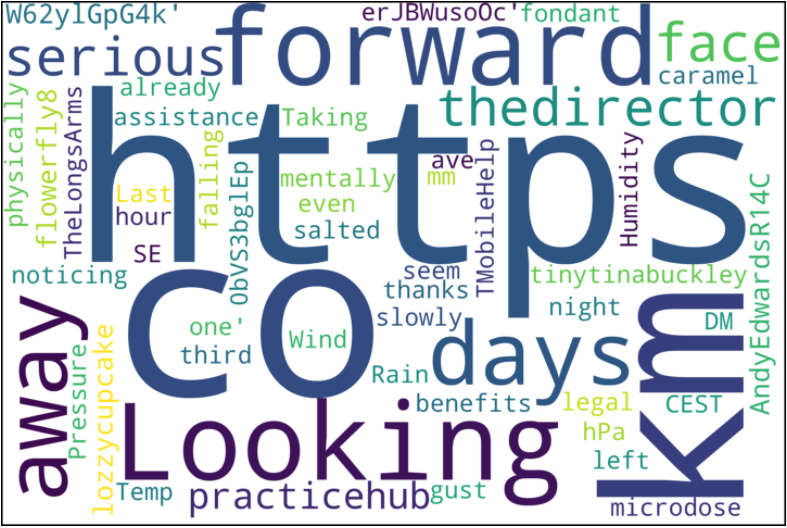 W62ylGpG4k'
erJBWusoOc'
fondant
serious
forward
face
caramel
already
thedirector
physically
flowerfly8
TheLongsArms
assistance
Taking
https
ave
mentally
mm
TMobileHelp
Humidity
Last
falling
ObVS3bglEp
even
hour
salted
SE
AndyEdwardsR14C
noticing
seem
tinytinabuckley
thanks
co
km
night
away
one'
slowly
DM
Wind
days
third
Pressure
lozzycupcake
Rain
benefits
legal
CEST
Looking
hPa
left
Temp
practicehub
gust
microdose